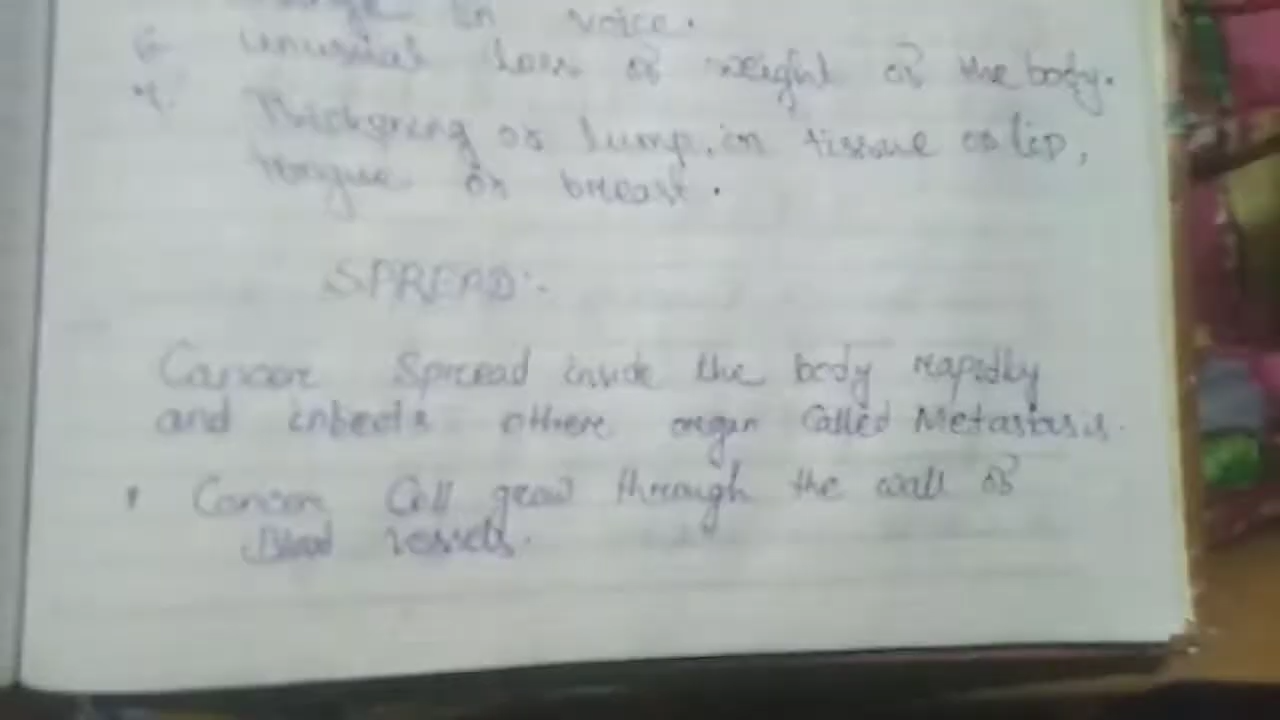 in voice.
6. unusual loss of weight of the body.
7. Thickening or lump in tissue of lip,
tongue or breast.
SPREAD:-
Cancer Spread inside the body rapidly
and infects other organ called Metastasis.
Cancer Cell grow through the wall of
Blood vessels.